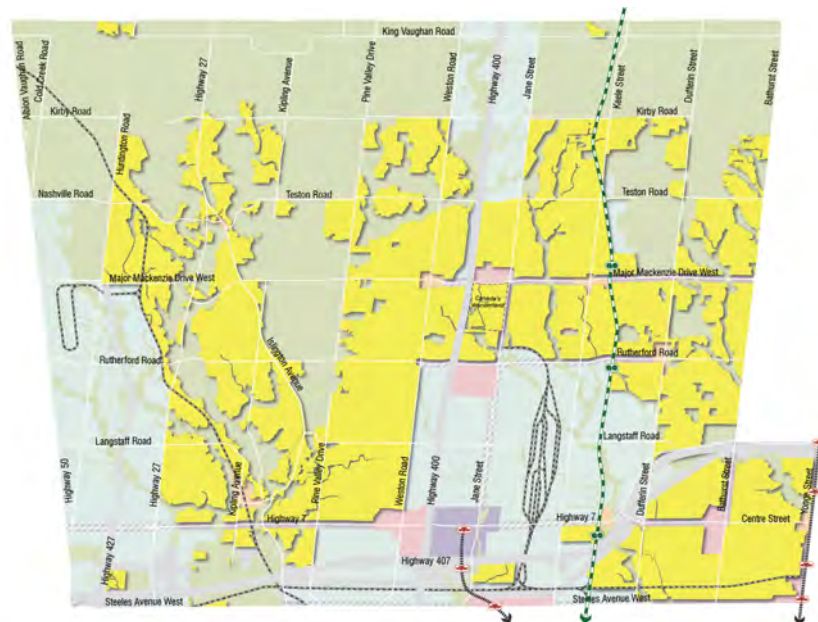 King Vaughan Road
Albion Vaughan Road
Cold Creek Road
Highway 27
Kipling Avenue
Pine Valley Drive
Weston Road
Highway 400
Jane Street
Keele Street
Dufferin Street
Bathurst Street
Kirby Road
Kirby Road
Huntington Road
Nashville Road
Teston Road
Teston Road
Major Mackenzie Drive West
Major Mackenzie Drive West
Canada's
Wonderland
Rutherford Road
Islington Avenue
Rutherford Road
Langstaff Road
Langstaff Road
Highway 50
Highway 27
Kipling Avenue
Pine Valley Drive
Weston Road
Highway 400
Jane Street
Dufferin Street
Bathurst Street
Yonge Street
Highway 7
Highway 7
Centre Street
Highway 427
Highway 407
Steeles Avenue West
Steeles Avenue West